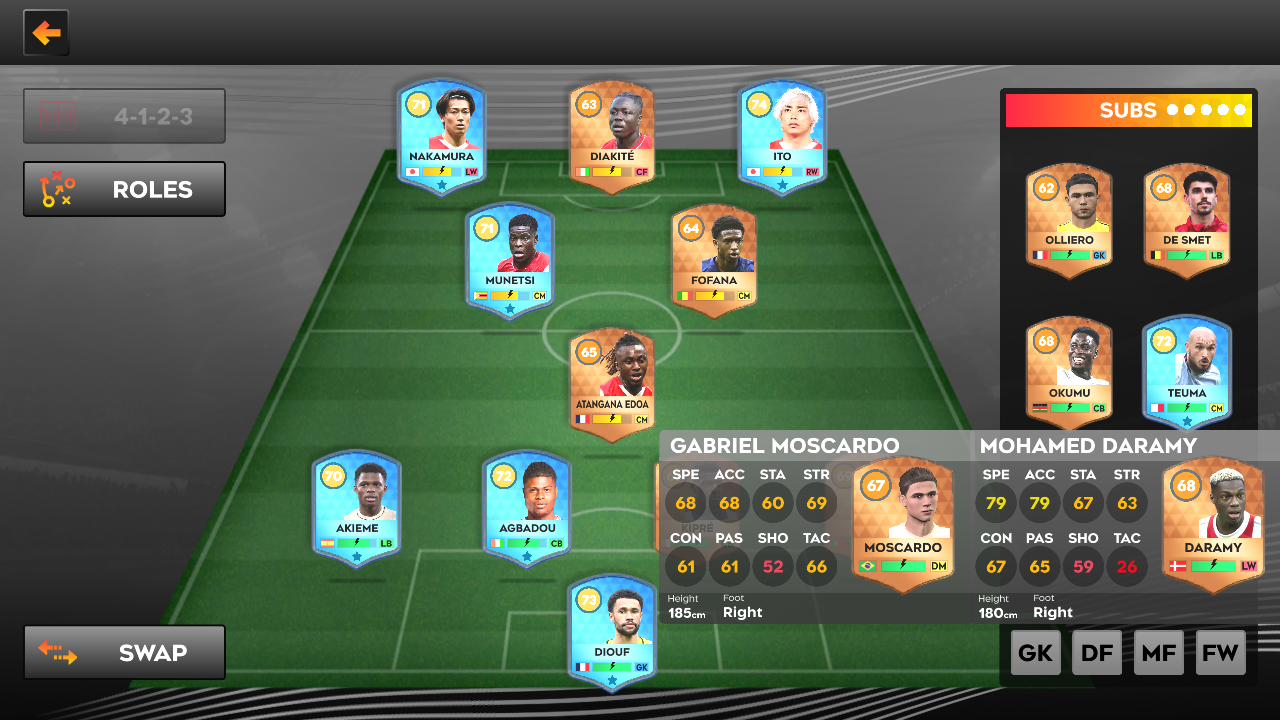 4-1-2-3
ROLES
SUBS
71
NAKAMURA
LW
63
DIAKITÉ
CF
74
ITO
RW
71
MUNETSI
CM
64
FOFANA
CM
65
ATANGANA EDOA
CM
70
AKIEME
LB
72
AGBADOU
CB
KIPRÉ
73
DIOUF
GK
62
OLLIERO
GK
68
DE SMET
LB
68
OKUMU
CB
72
TEUMA
CM
GABRIEL MOSCARDO
SPE ACC STA STR
68 68 60 69
CON PAS SHO TAC
61 61 52 66
Height Foot
185cm Right
67
MOSCARDO
DM
MOHAMED DARAMY
SPE ACC STA STR
79 79 67 63
CON PAS SHO TAC
67 65 59 26
Height Foot
180cm Right
68
DARAMY
LW
SWAP
GK DF MF FW